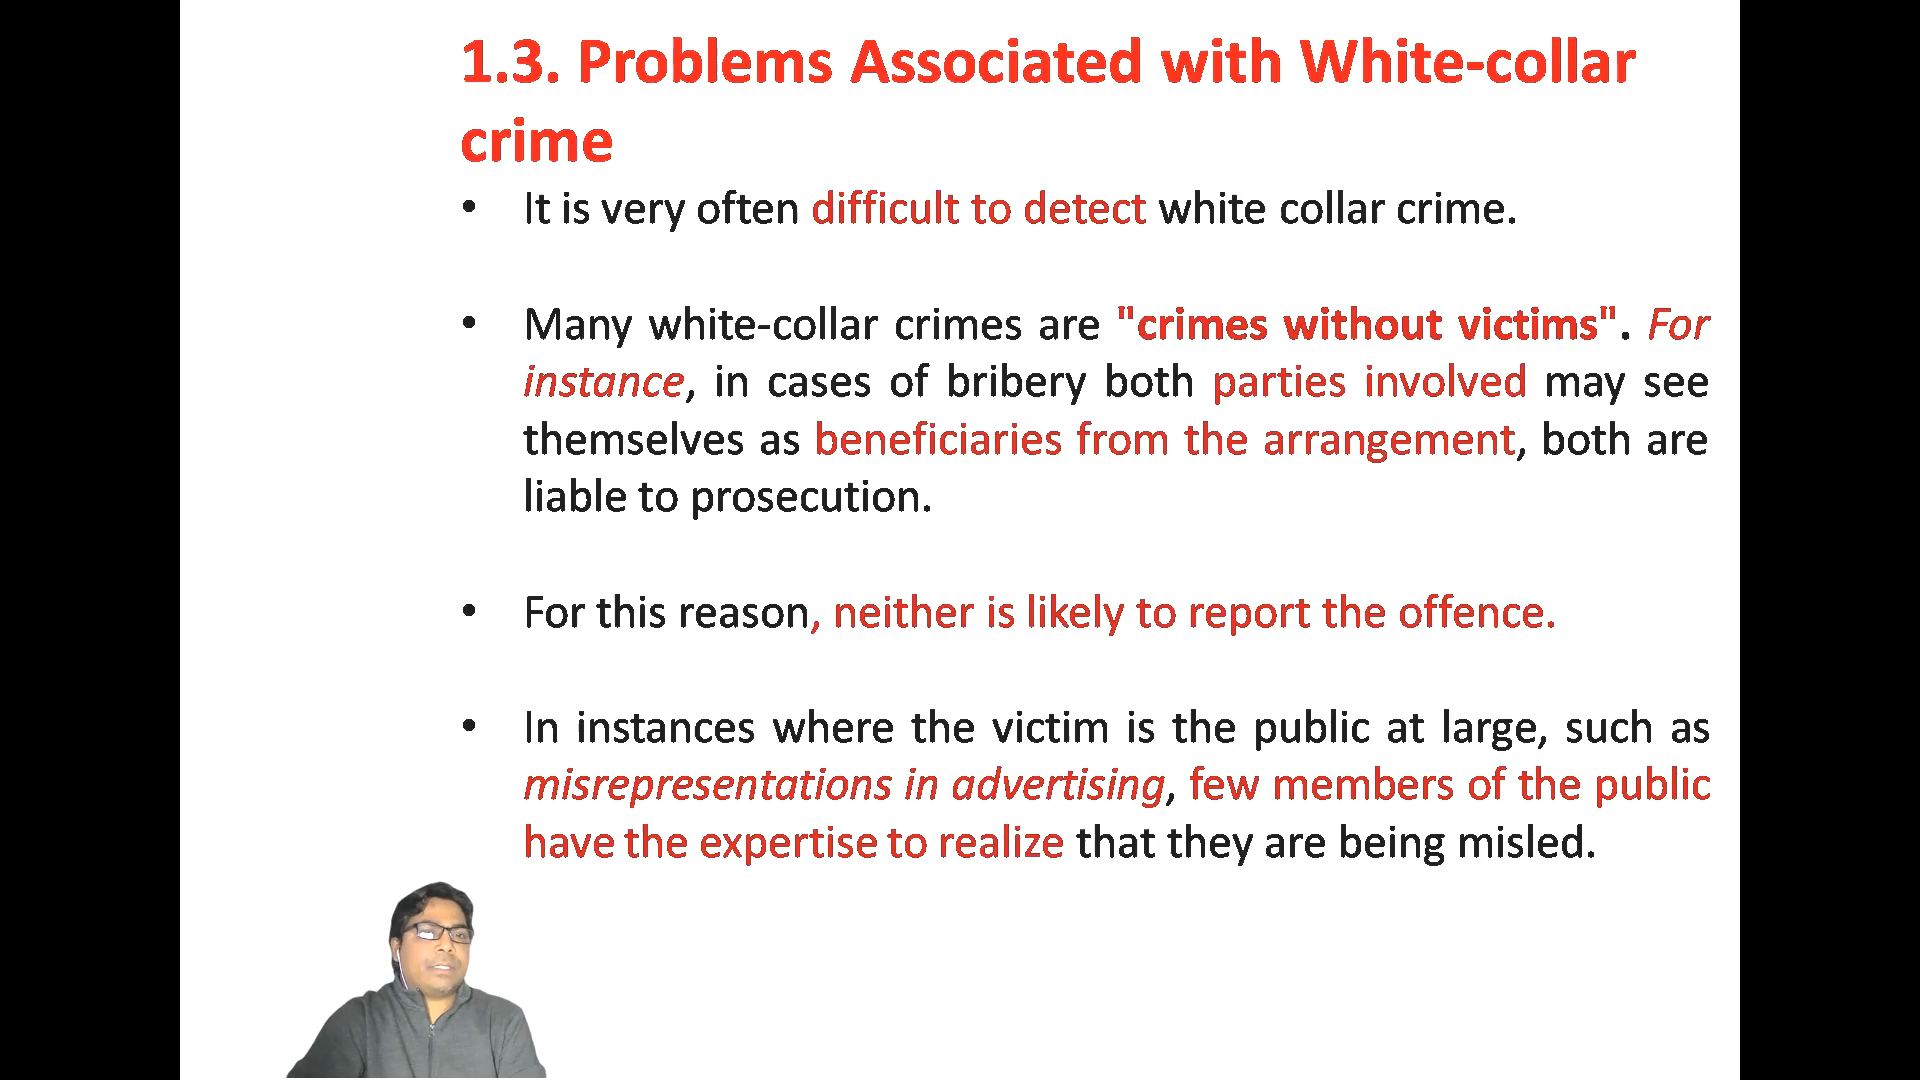 1.3. Problems Associated with White-collar
crime
• It is very often difficult to detect white collar crime.
• Many white-collar crimes are "crimes without victims". For
instance, in cases of bribery both parties involved may see
themselves as beneficiaries from the arrangement, both are
liable to prosecution.
• For this reason, neither is likely to report the offence.
• In instances where the victim is the public at large, such as
misrepresentations in advertising, few members of the public
have the expertise to realize that they are being misled.